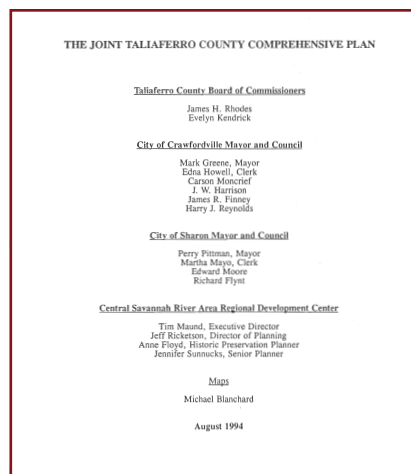 THE JOINT TALIAFERRO COUNTY COMPREHENSIVE PLAN
Taliaferro County Board of Commissioners
James H. Rhodes
Evelyn Kendrick
City of Crawfordville Mayor and Council
Mark Greene, Mayor
Edna Howell, Clerk
Carson Moncrief
J. W. Harrison
James R. Finney
Harry J. Reynolds
City of Sharon Mayor and Council
Perry Pittman, Mayor
Martha Mayo, Clerk
Edward Moore
Richard Flynt
Central Savannah River Area Regional Development Center
Tim Maund, Executive Director
Jeff Ricketson, Director of Planning
Anne Floyd, Historic Preservation Planner
Jennifer Sunnucks, Senior Planner
Maps
Michael Blanchard
August 1994